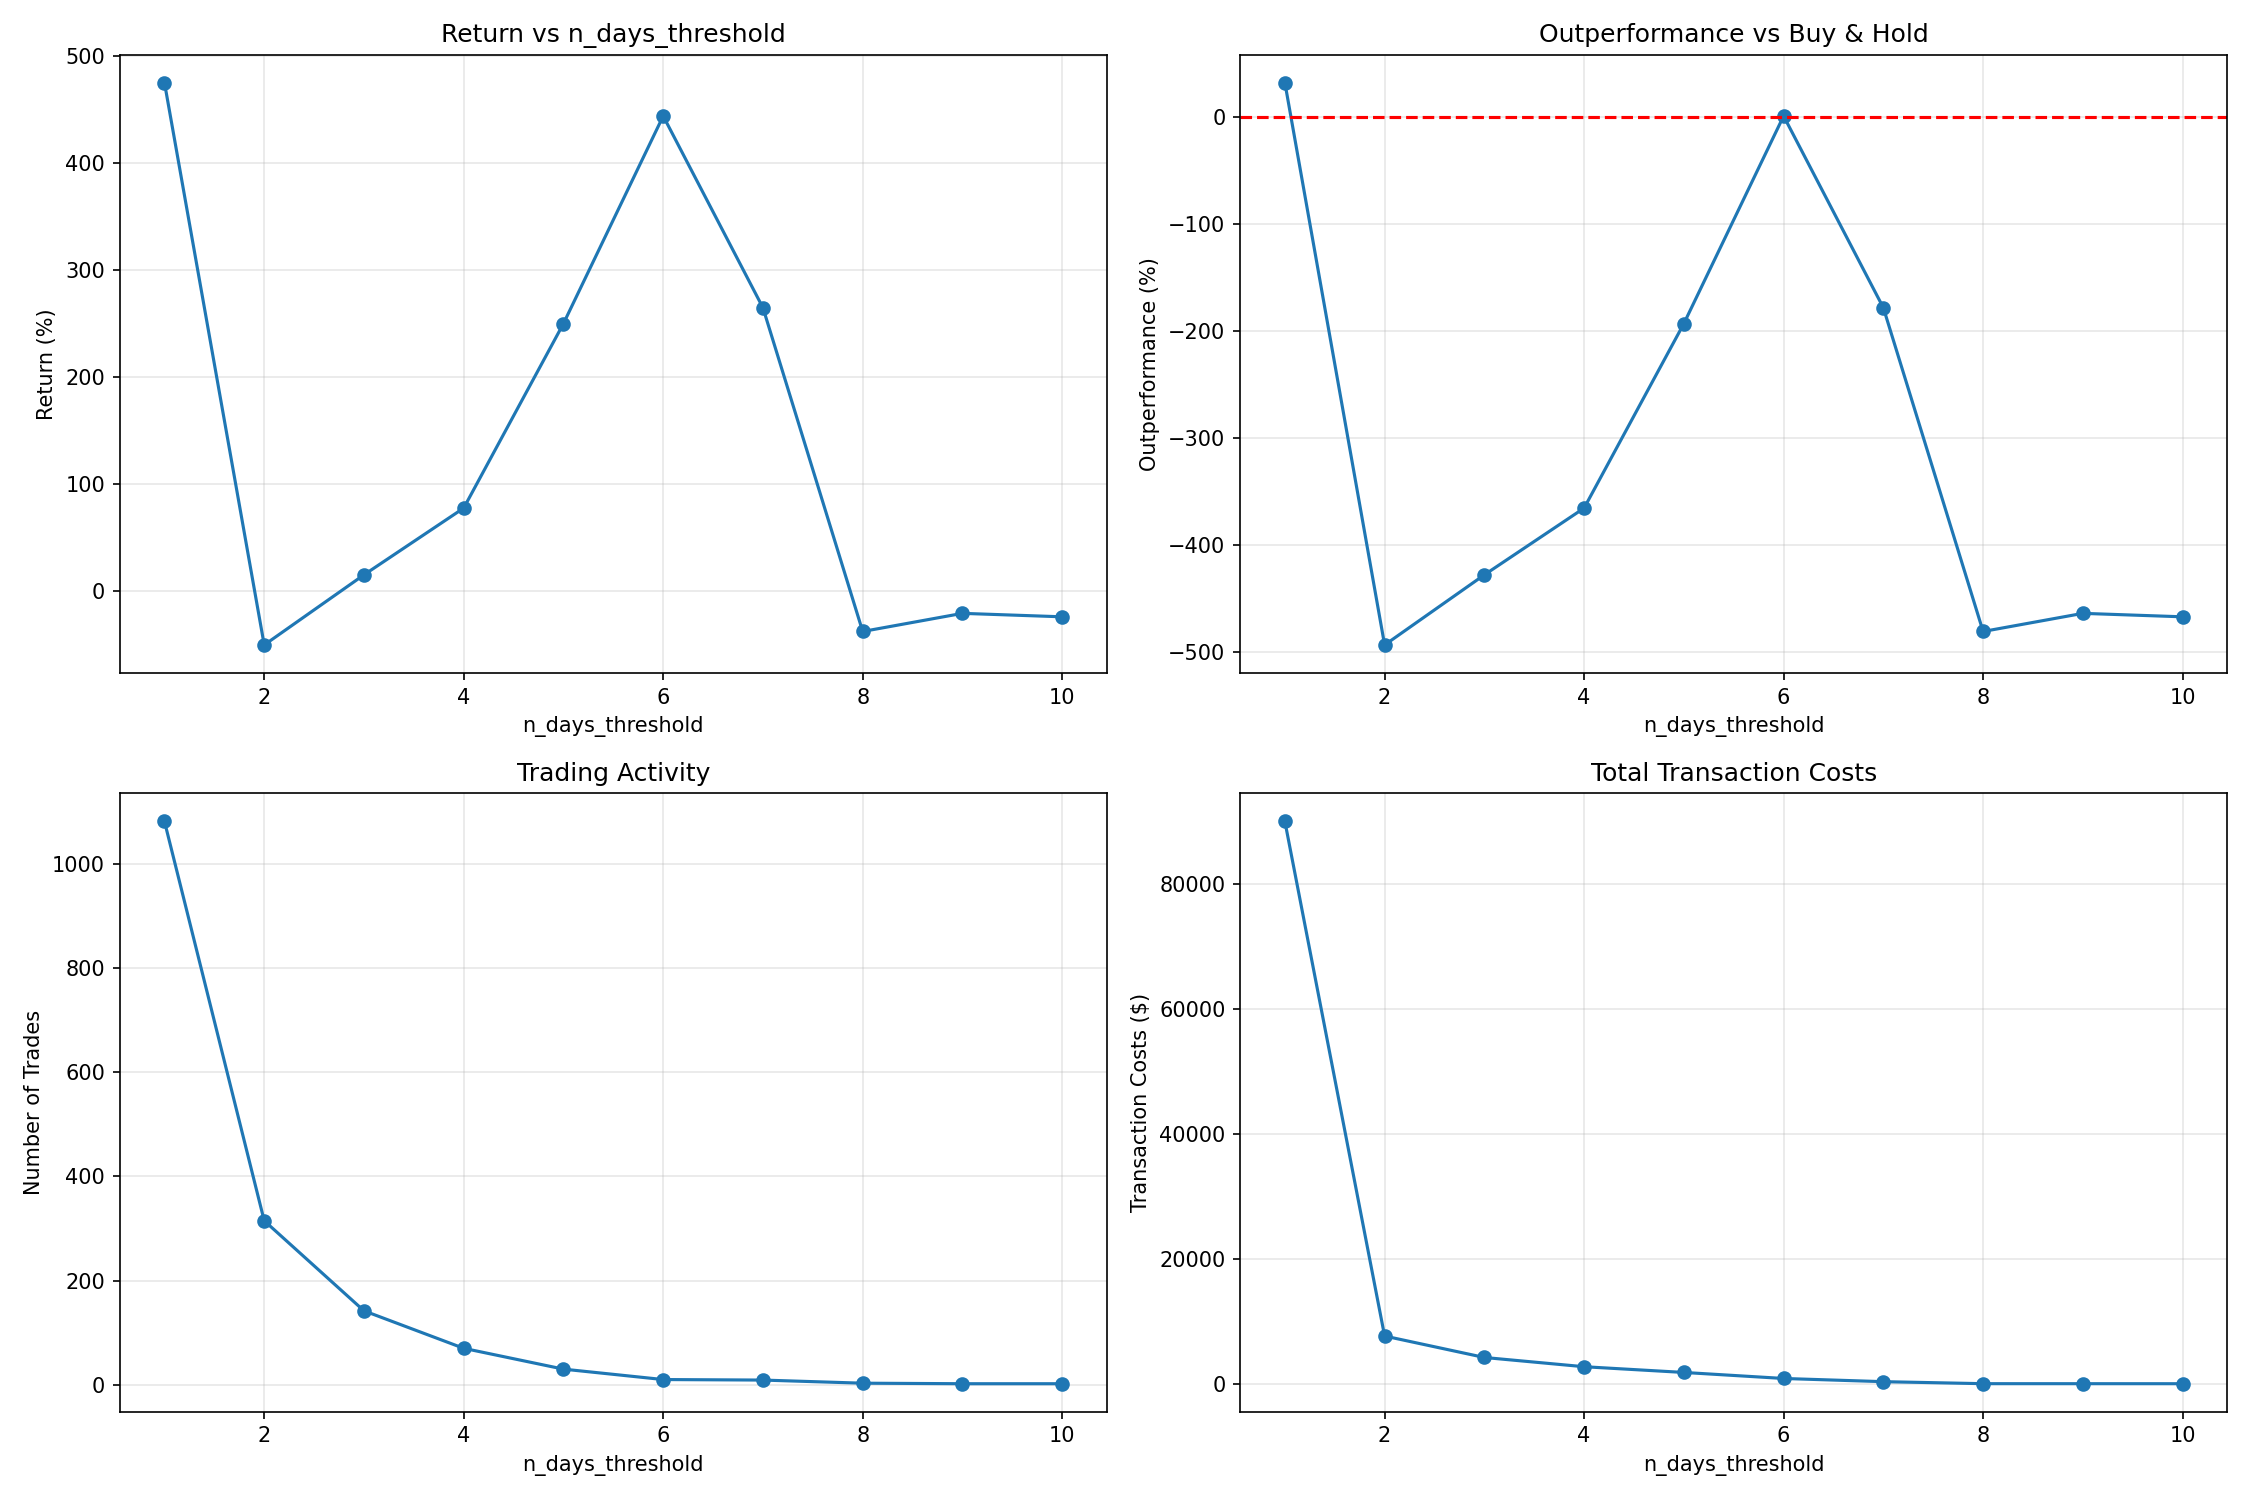 Return vs n_days_threshold
500
400
300
200
100
0
Return (%)
2 4 6 8 10
n_days_threshold
Outperformance vs Buy & Hold
0
−100
−200
−300
−400
−500
Outperformance (%)
2 4 6 8 10
n_days_threshold
Trading Activity
1000
800
600
400
200
0
Number of Trades
2 4 6 8 10
n_days_threshold
Total Transaction Costs
80000
60000
40000
20000
0
Transaction Costs ($)
2 4 6 8 10
n_days_threshold